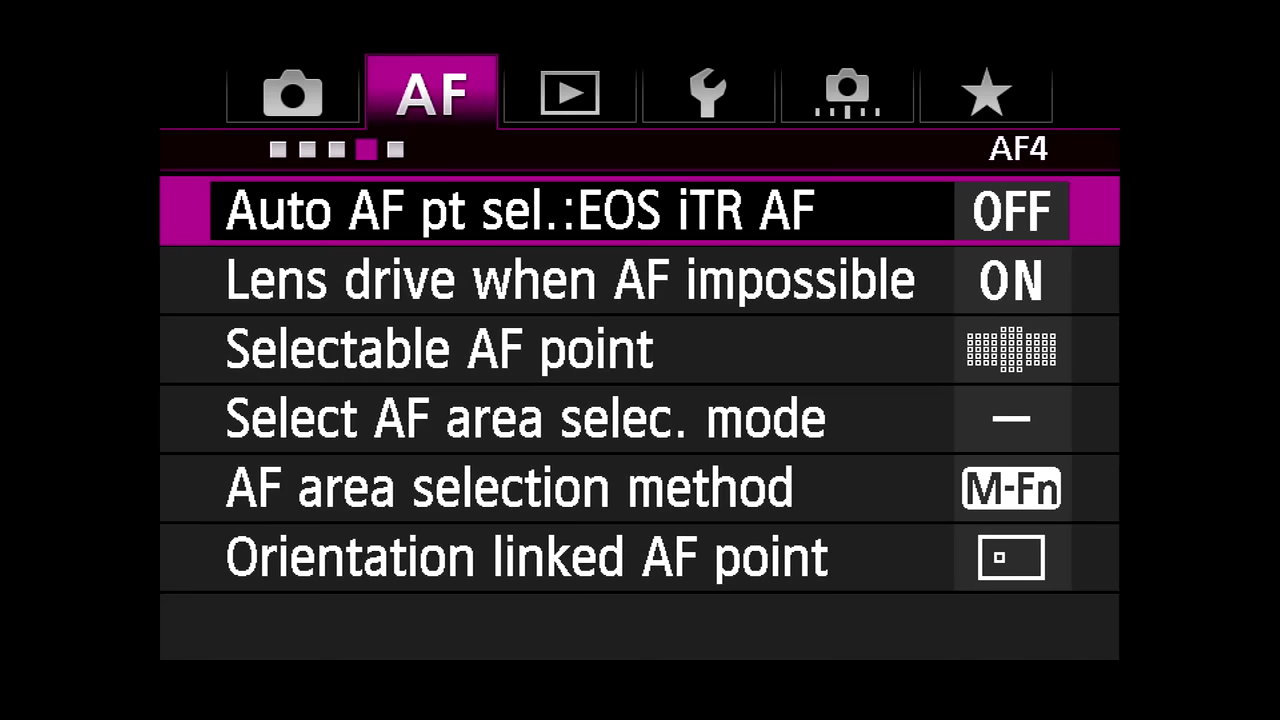 AF
AF4
Auto AF pt sel.:EOS iTR AF OFF
Lens drive when AF impossible ON
Selectable AF point
Select AF area selec. mode —
AF area selection method M-Fn
Orientation linked AF point